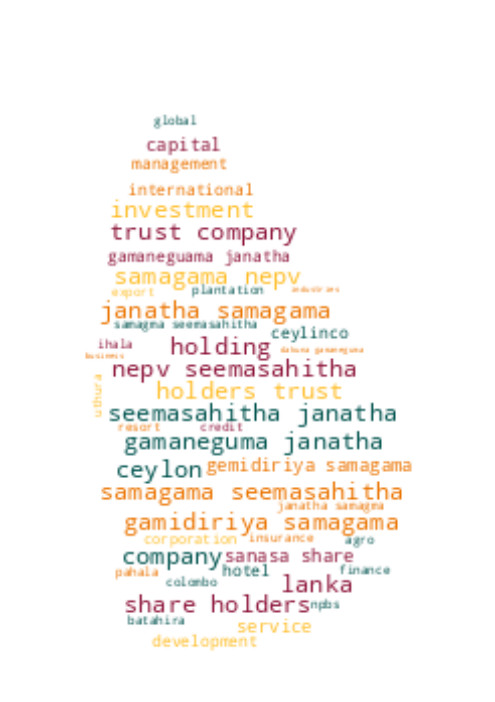 global
capital
management
international
investment
trust company
gamaneguama janatha
samagama nepv
export plantation industries
janatha samagama
samagma seemasahitha
ceylinco
ihala holding dakuna gamaneguma
business
nepv seemasahitha
uthura holders trust
seemasahitha janatha
resort credit
gamaneguma janatha
ceylon gemidiriya samagama
samagama seemasahitha
janatha samagma
gamidiriya samagama
corporation insurance agro
company sanasa share
pahala hotel finance
colombo lanka
share holders npbs
batahira service
development